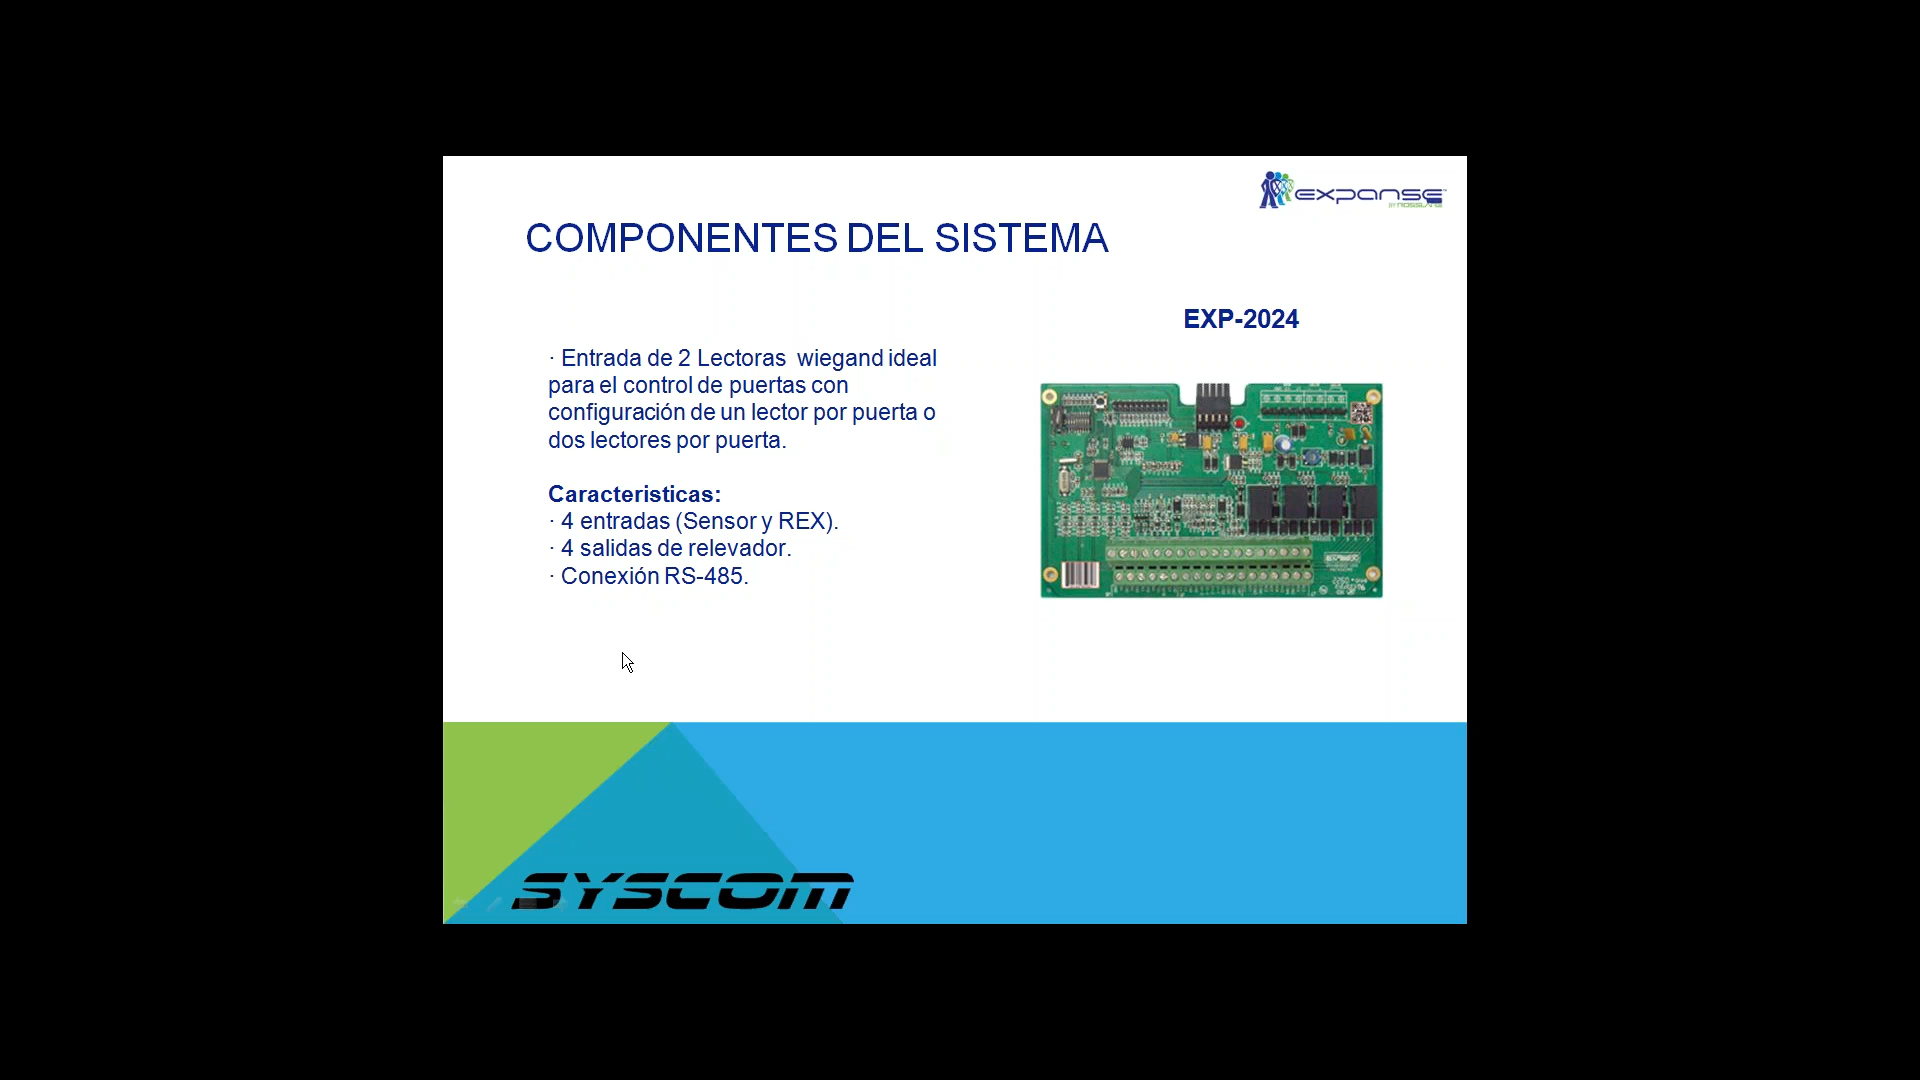 expanse
COMPONENTES DEL SISTEMA
EXP-2024
· Entrada de 2 Lectoras wiegand ideal
para el control de puertas con
configuración de un lector por puerta o
dos lectores por puerta.
Caracteristicas:
· 4 entradas (Sensor y REX).
· 4 salidas de relevador.
· Conexión RS-485.
SYSCOM